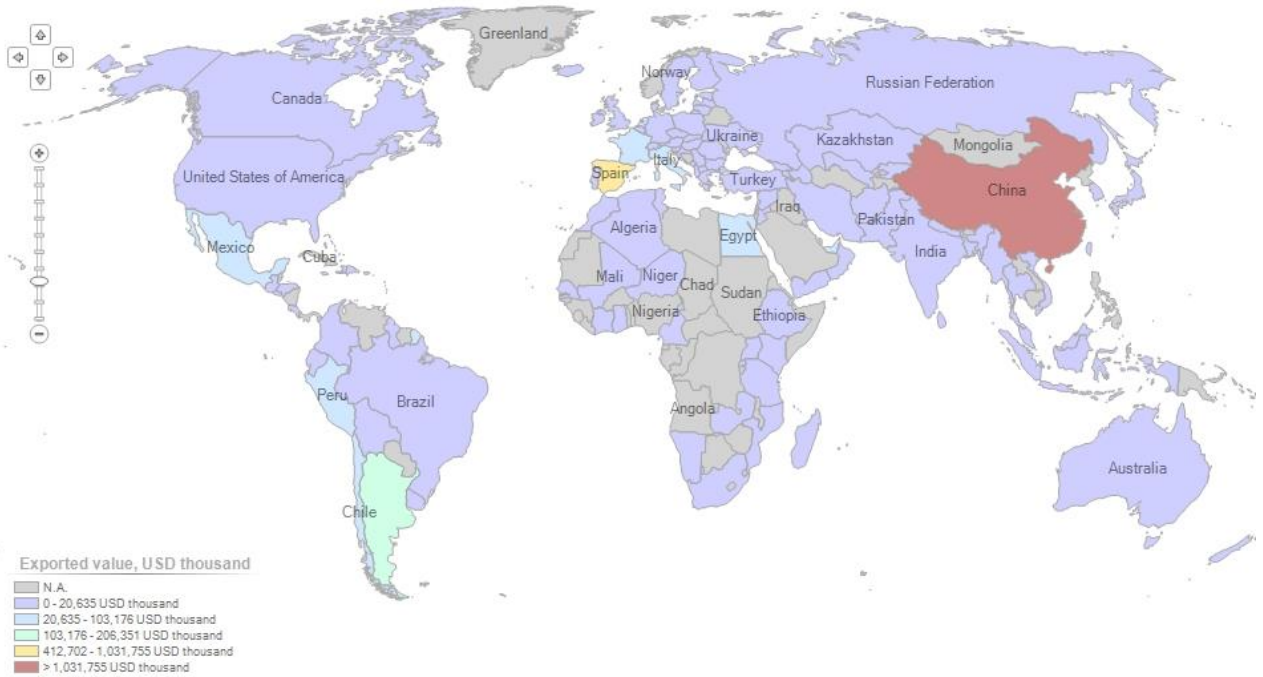 Greenland
Norway
Russian Federation
Canada
Ukraine
Kazakhstan
Mongolia
Italy
Spain
United States of America
Turkey
China
Iraq
Pakistan
Algeria
Egypt
Mexico
India
Cuba
Mali
Niger
Chad
Sudan
Nigeria
Ethiopia
Peru
Brazil
Angola
Australia
Chile
Exported value, USD thousand
N.A.
0 - 20,635 USD thousand
20,635 - 103,176 USD thousand
103,176 - 206,351 USD thousand
412,702 - 1,031,755 USD thousand
> 1,031,755 USD thousand